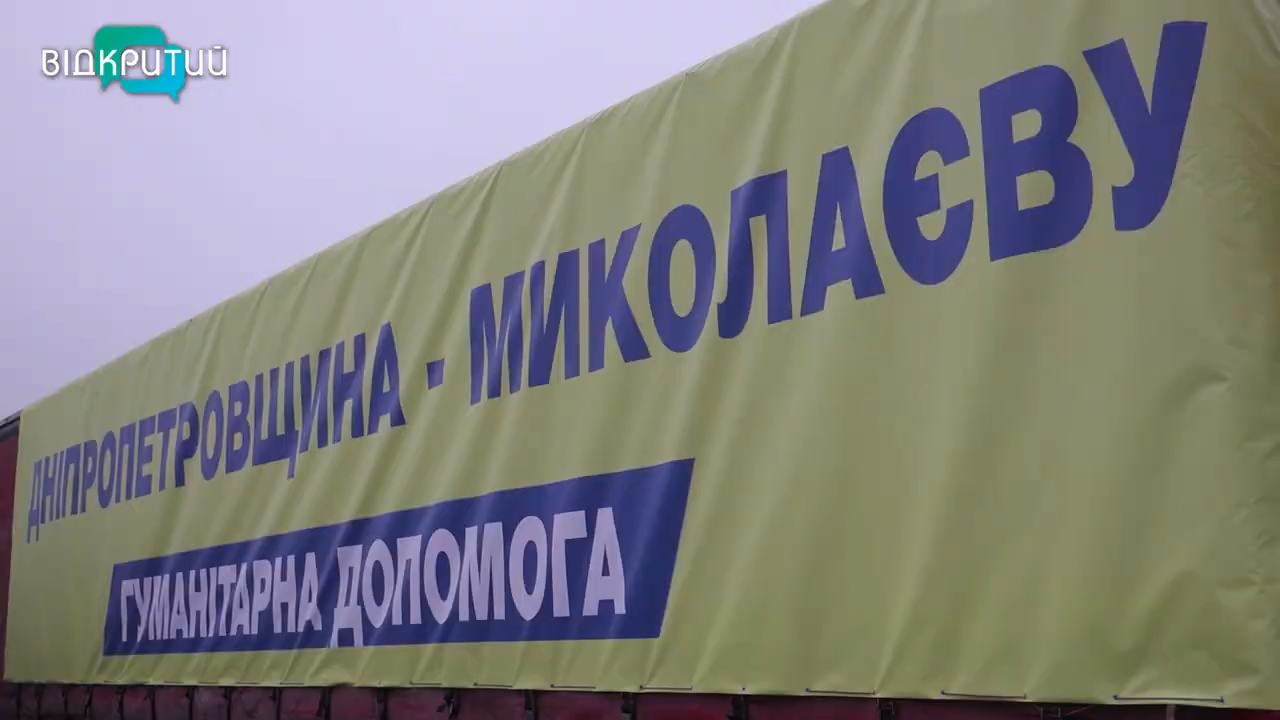 ВІДКРИТИЙ
ДНІПРОПЕТРОВЩИНА - МИКОЛАЄВУ
ГУМАНІТАРНА ДОПОМОГА